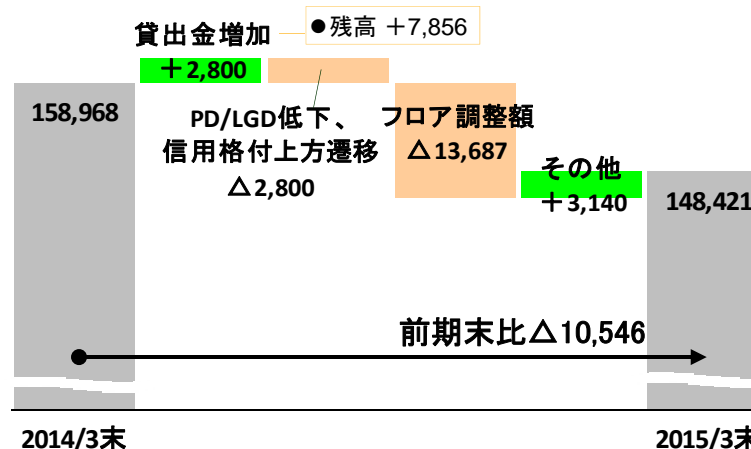 貸出金増加
●残高 +7,856
+2,800
158,968
PD/LGD低下、
信用格付上方遷移
△2,800
フロア調整額
△13,687
その他
+3,140
148,421
前期末比△10,546
2014/3末
2015/3末